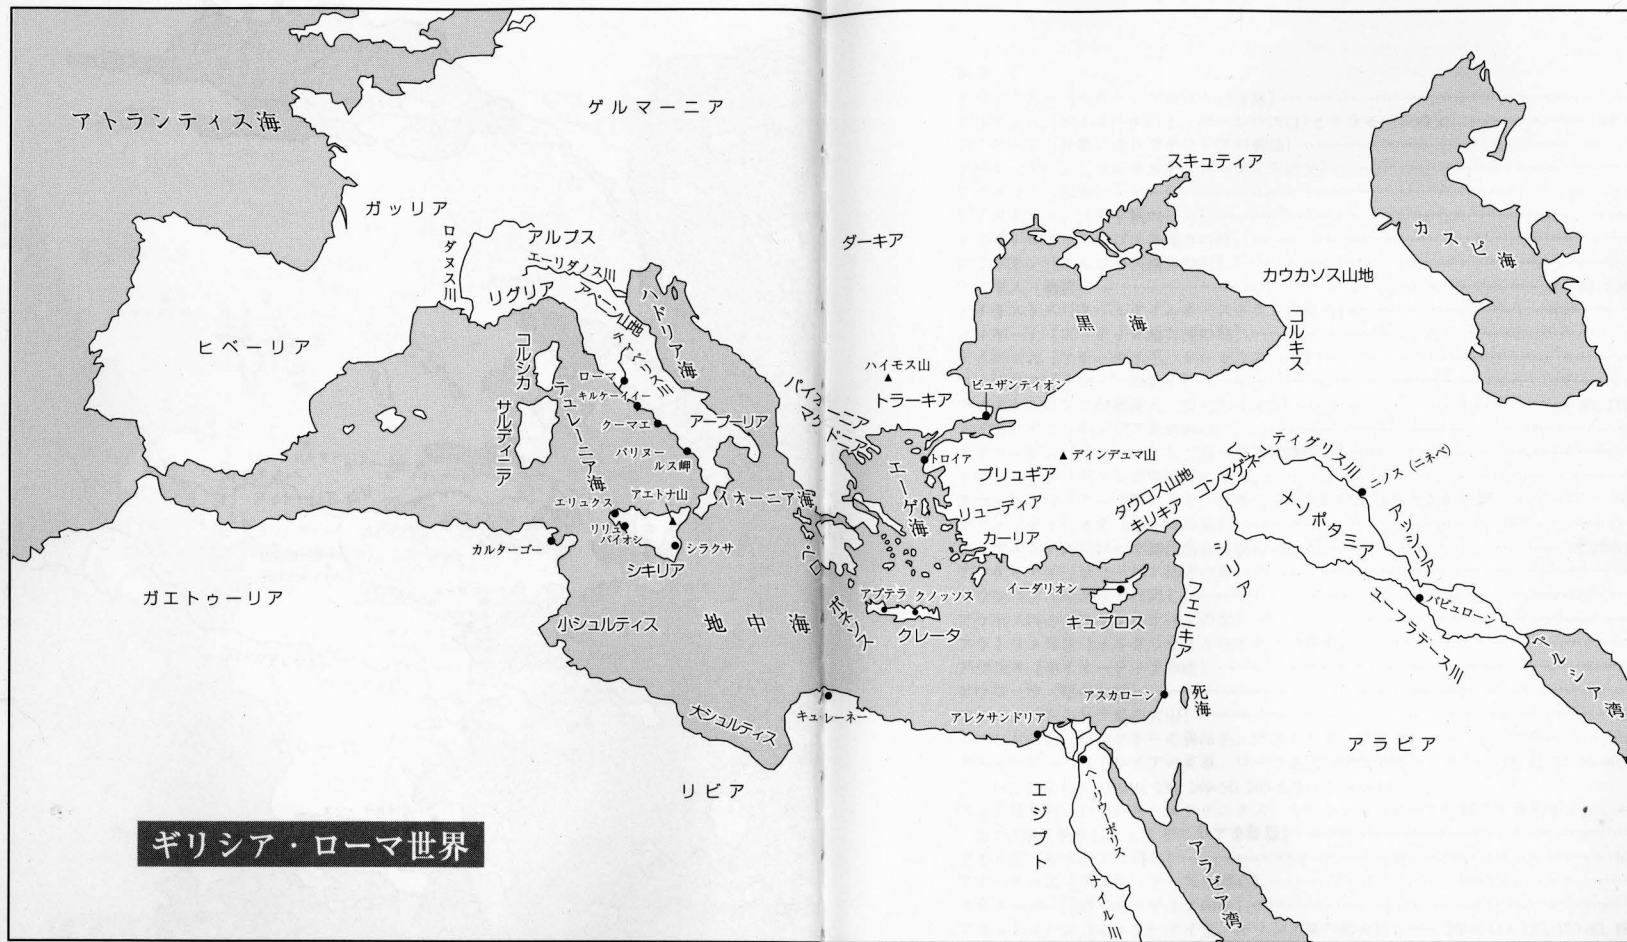 アトランティス海
ゲルマーニア
ガッリア
ロダヌス川
アルプス
エーリダノス川
リグリア
アペーン山地
ハドリア海
ティベリス川
ヒベーリア
コルシカ
サルディニア
テュレーニア海
ローマ
キルケーイイー
クーマエ
パリヌー
ルス岬
アープーリア
アエトナ山
エリュクス
リリュ
バイオン
シラクサ
シキリア
イオーニア海
カルターゴー
ガエトゥーリア
小シュルティス
地中海
大シュルティス
リビア
キューレーネー
ギリシア・ローマ世界
スキュティア
ダーキア
カスピ海
カウカソス山地
黒海
コルキス
ハイモス山
トラーキア
ビュザンティオン
パイオーニア
マケドニア
エーゲ海
トロイア
プリュギア
ディンデュマ山
リューディア
カーリア
タウロス山地
キリキア
コンマゲネー
ティグリス川
ニノス(ニネベ)
メソポタミア
アッシリア
シリア
ペロポネンソス
アプテラ
クノッソス
クレータ
イーダリオン
キュプロス
フェニキア
ユーフラテース川
バビュローン
ペルシア湾
アスカローン
死海
アレクサンドリア
アラビア
エジプト
ヘーリウーポリス
ナイル川
アラビア湾